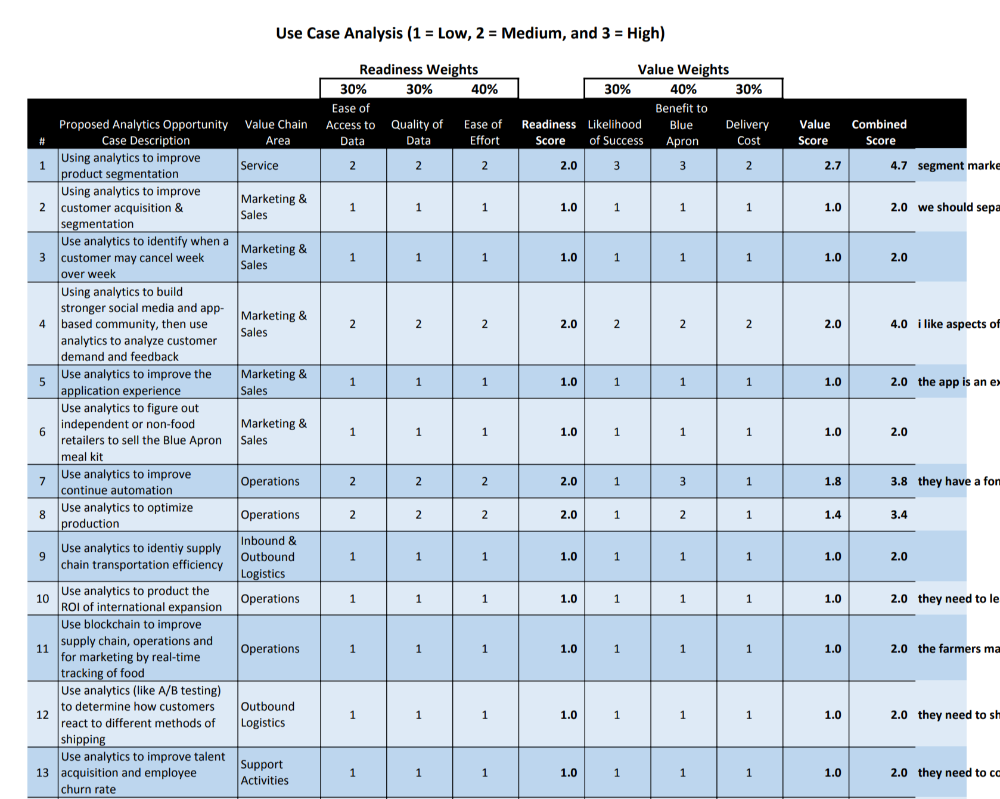 Use Case Analysis (1 = Low, 2 = Medium, and 3 = High)
Readiness Weights Value Weights
30% 30% 40% 30% 40% 30%
# Proposed Analytics Opportunity Case Description Value Chain Area Ease of Access to Data Quality of Data Ease of Effort Readiness Score Likelihood of Success Benefit to Blue Apron Delivery Cost Value Score Combined Score
1 Using analytics to improve product segmentation Service 2 2 2 2.0 3 3 2 2.7 4.7 segment marke
2 Using analytics to improve customer acquisition & segmentation Marketing & Sales 1 1 1 1.0 1 1 1 1.0 2.0 we should sepa
3 Use analytics to identify when a customer may cancel week over week Marketing & Sales 1 1 1 1.0 1 1 1 1.0 2.0
4 Using analytics to build stronger social media and app-based community, then use analytics to analyze customer demand and feedback Marketing & Sales 2 2 2 2.0 2 2 2 2.0 4.0 i like aspects of
5 Use analytics to improve the application experience Marketing & Sales 1 1 1 1.0 1 1 1 1.0 2.0 the app is an ex
6 Use analytics to figure out independent or non-food retailers to sell the Blue Apron meal kit Marketing & Sales 1 1 1 1.0 1 1 1 1.0 2.0
7 Use analytics to improve continue automation Operations 2 2 2 2.0 1 3 1 1.8 3.8 they have a fon
8 Use analytics to optimize production Operations 2 2 2 2.0 1 2 1 1.4 3.4
9 Use analytics to identiy supply chain transportation efficiency Inbound & Outbound Logistics 1 1 1 1.0 1 1 1 1.0 2.0
10 Use analytics to product the ROI of international expansion Operations 1 1 1 1.0 1 1 1 1.0 2.0 they need to le
11 Use blockchain to improve supply chain, operations and for marketing by real-time tracking of food Operations 1 1 1 1.0 1 1 1 1.0 2.0 the farmers ma
12 Use analytics (like A/B testing) to determine how customers react to different methods of shipping Outbound Logistics 1 1 1 1.0 1 1 1 1.0 2.0 they need to sh
13 Use analytics to improve talent acquisition and employee churn rate Support Activities 1 1 1 1.0 1 1 1 1.0 2.0 they need to co